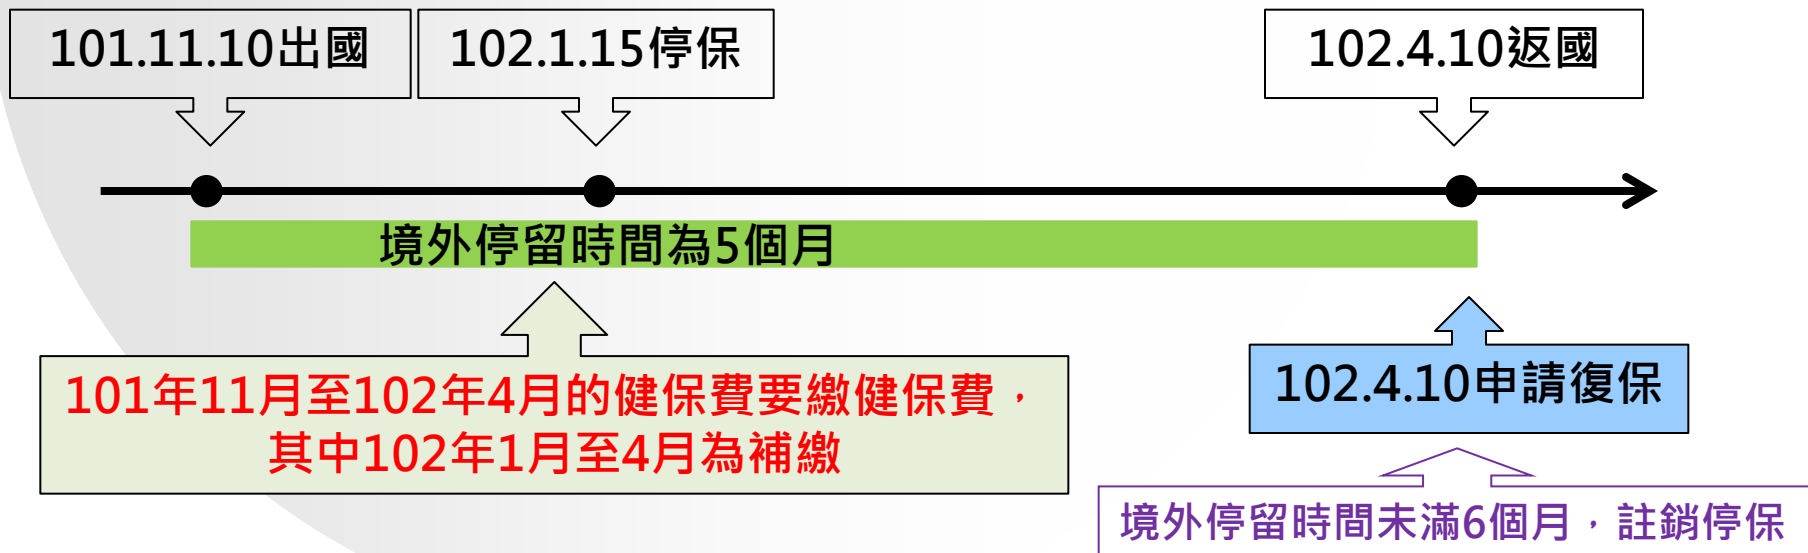 101.11.10出國
102.1.15停保
102.4.10返國
境外停留時間為5個月
101年11月至102年4月的健保費要繳健保費，
其中102年1月至4月為補繳
102.4.10申請復保
境外停留時間未滿6個月，註銷停保